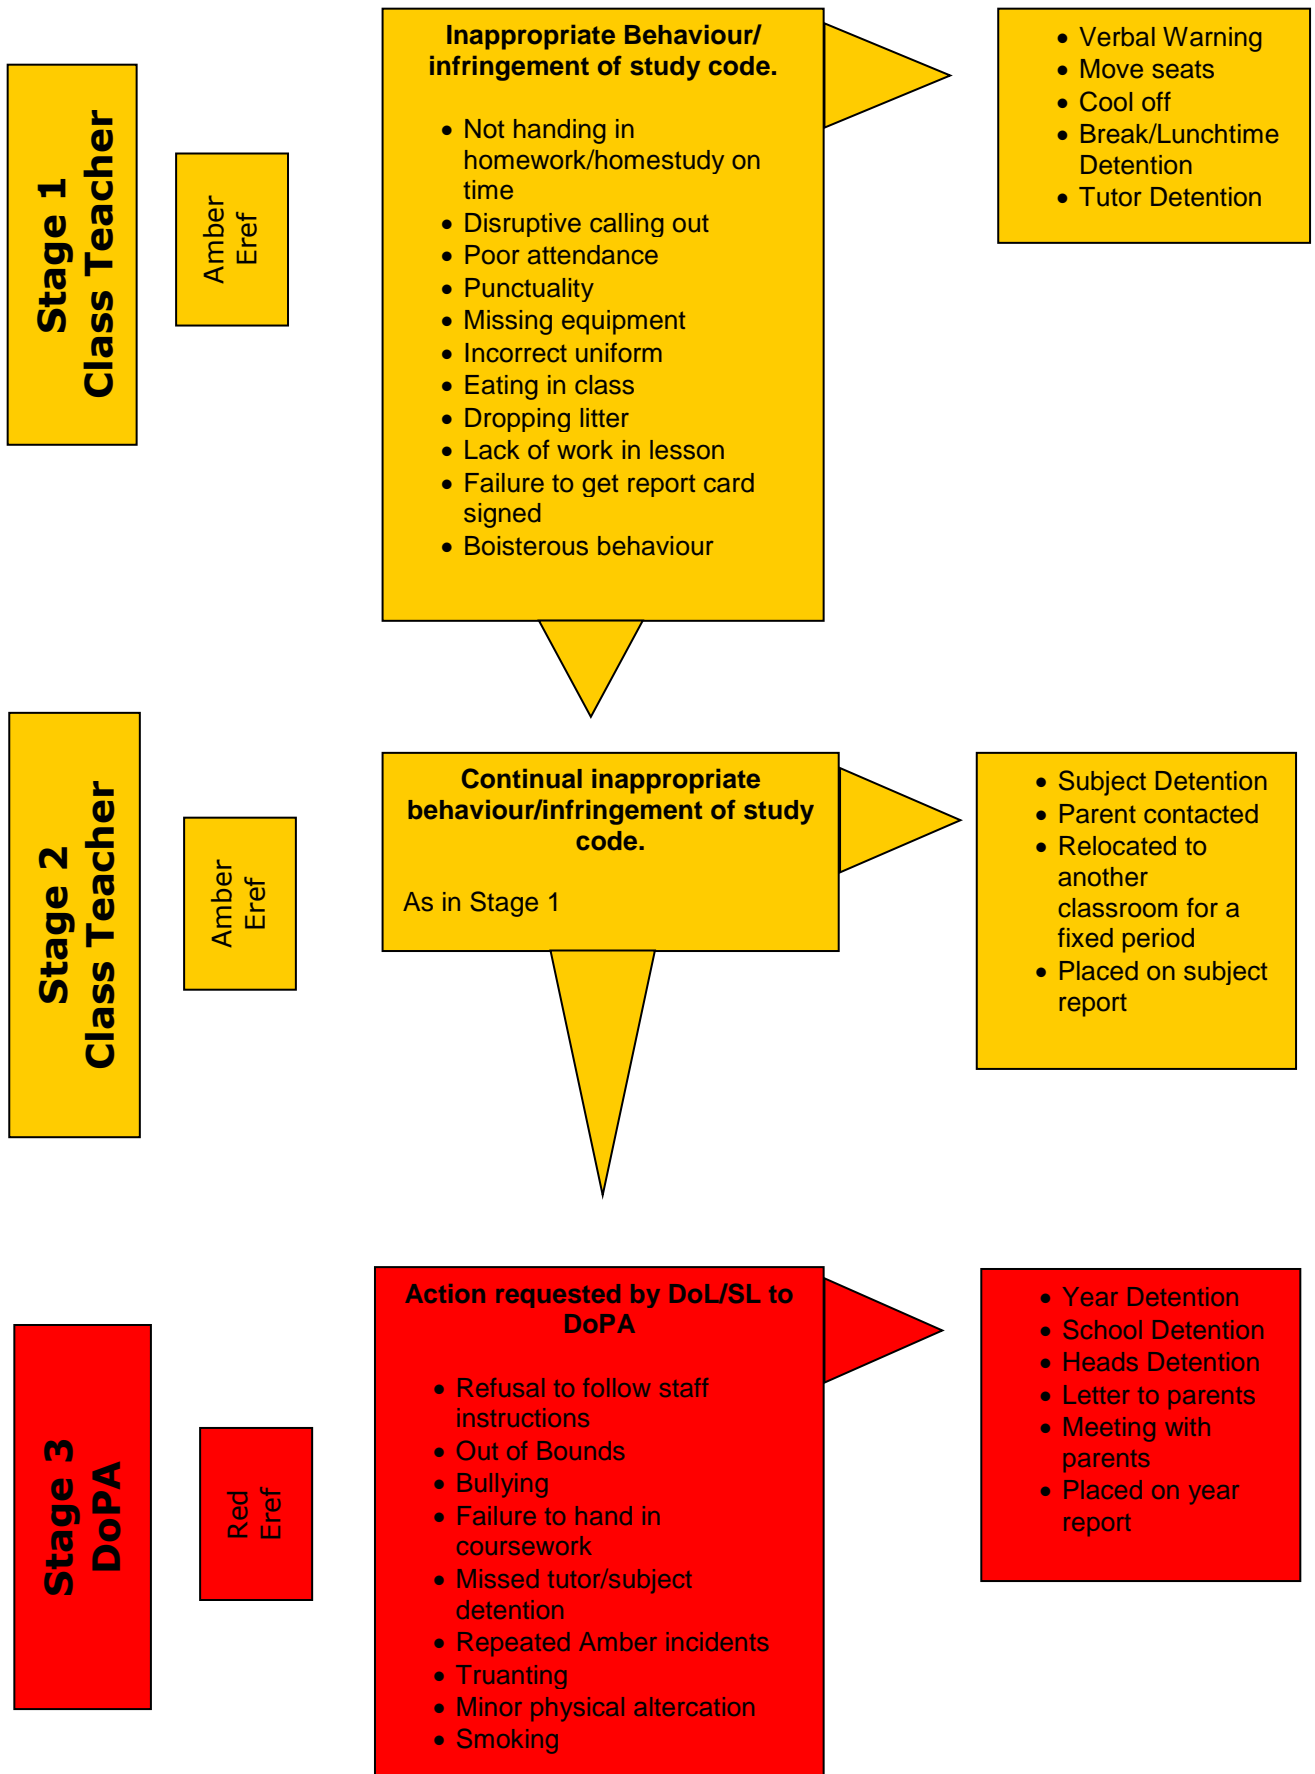 Stage 1
Class Teacher
Amber
Eref
Inappropriate Behaviour/
infringement of study code.
• Not handing in
homework/homestudy on
time
• Disruptive calling out
• Poor attendance
• Punctuality
• Missing equipment
• Incorrect uniform
• Eating in class
• Dropping litter
• Lack of work in lesson
• Failure to get report card
signed
• Boisterous behaviour
• Verbal Warning
• Move seats
• Cool off
• Break/Lunchtime
Detention
• Tutor Detention
Stage 2
Class Teacher
Amber
Eref
Continual inappropriate
behaviour/infringement of study
code.
As in Stage 1
• Subject Detention
• Parent contacted
• Relocated to
another
classroom for a
fixed period
• Placed on subject
report
Stage 3
DoPA
Red
Eref
Action requested by DoL/SL to
DoPA
• Refusal to follow staff
instructions
• Out of Bounds
• Bullying
• Failure to hand in
coursework
• Missed tutor/subject
detention
• Repeated Amber incidents
• Truanting
• Minor physical altercation
• Smoking
• Year Detention
• School Detention
• Heads Detention
• Letter to parents
• Meeting with
parents
• Placed on year
report